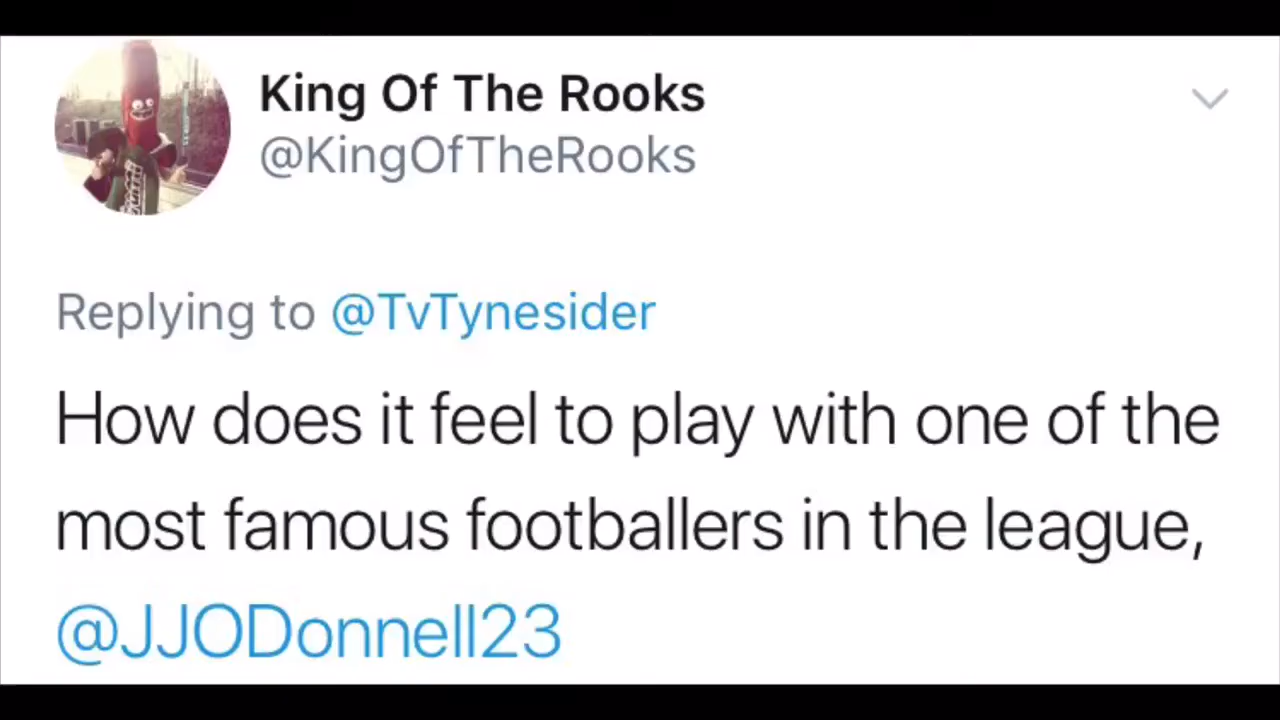 King Of The Rooks
@KingOfTheRooks
Replying to @TvTynesider
How does it feel to play with one of the
most famous footballers in the league,
@JJODonnell23